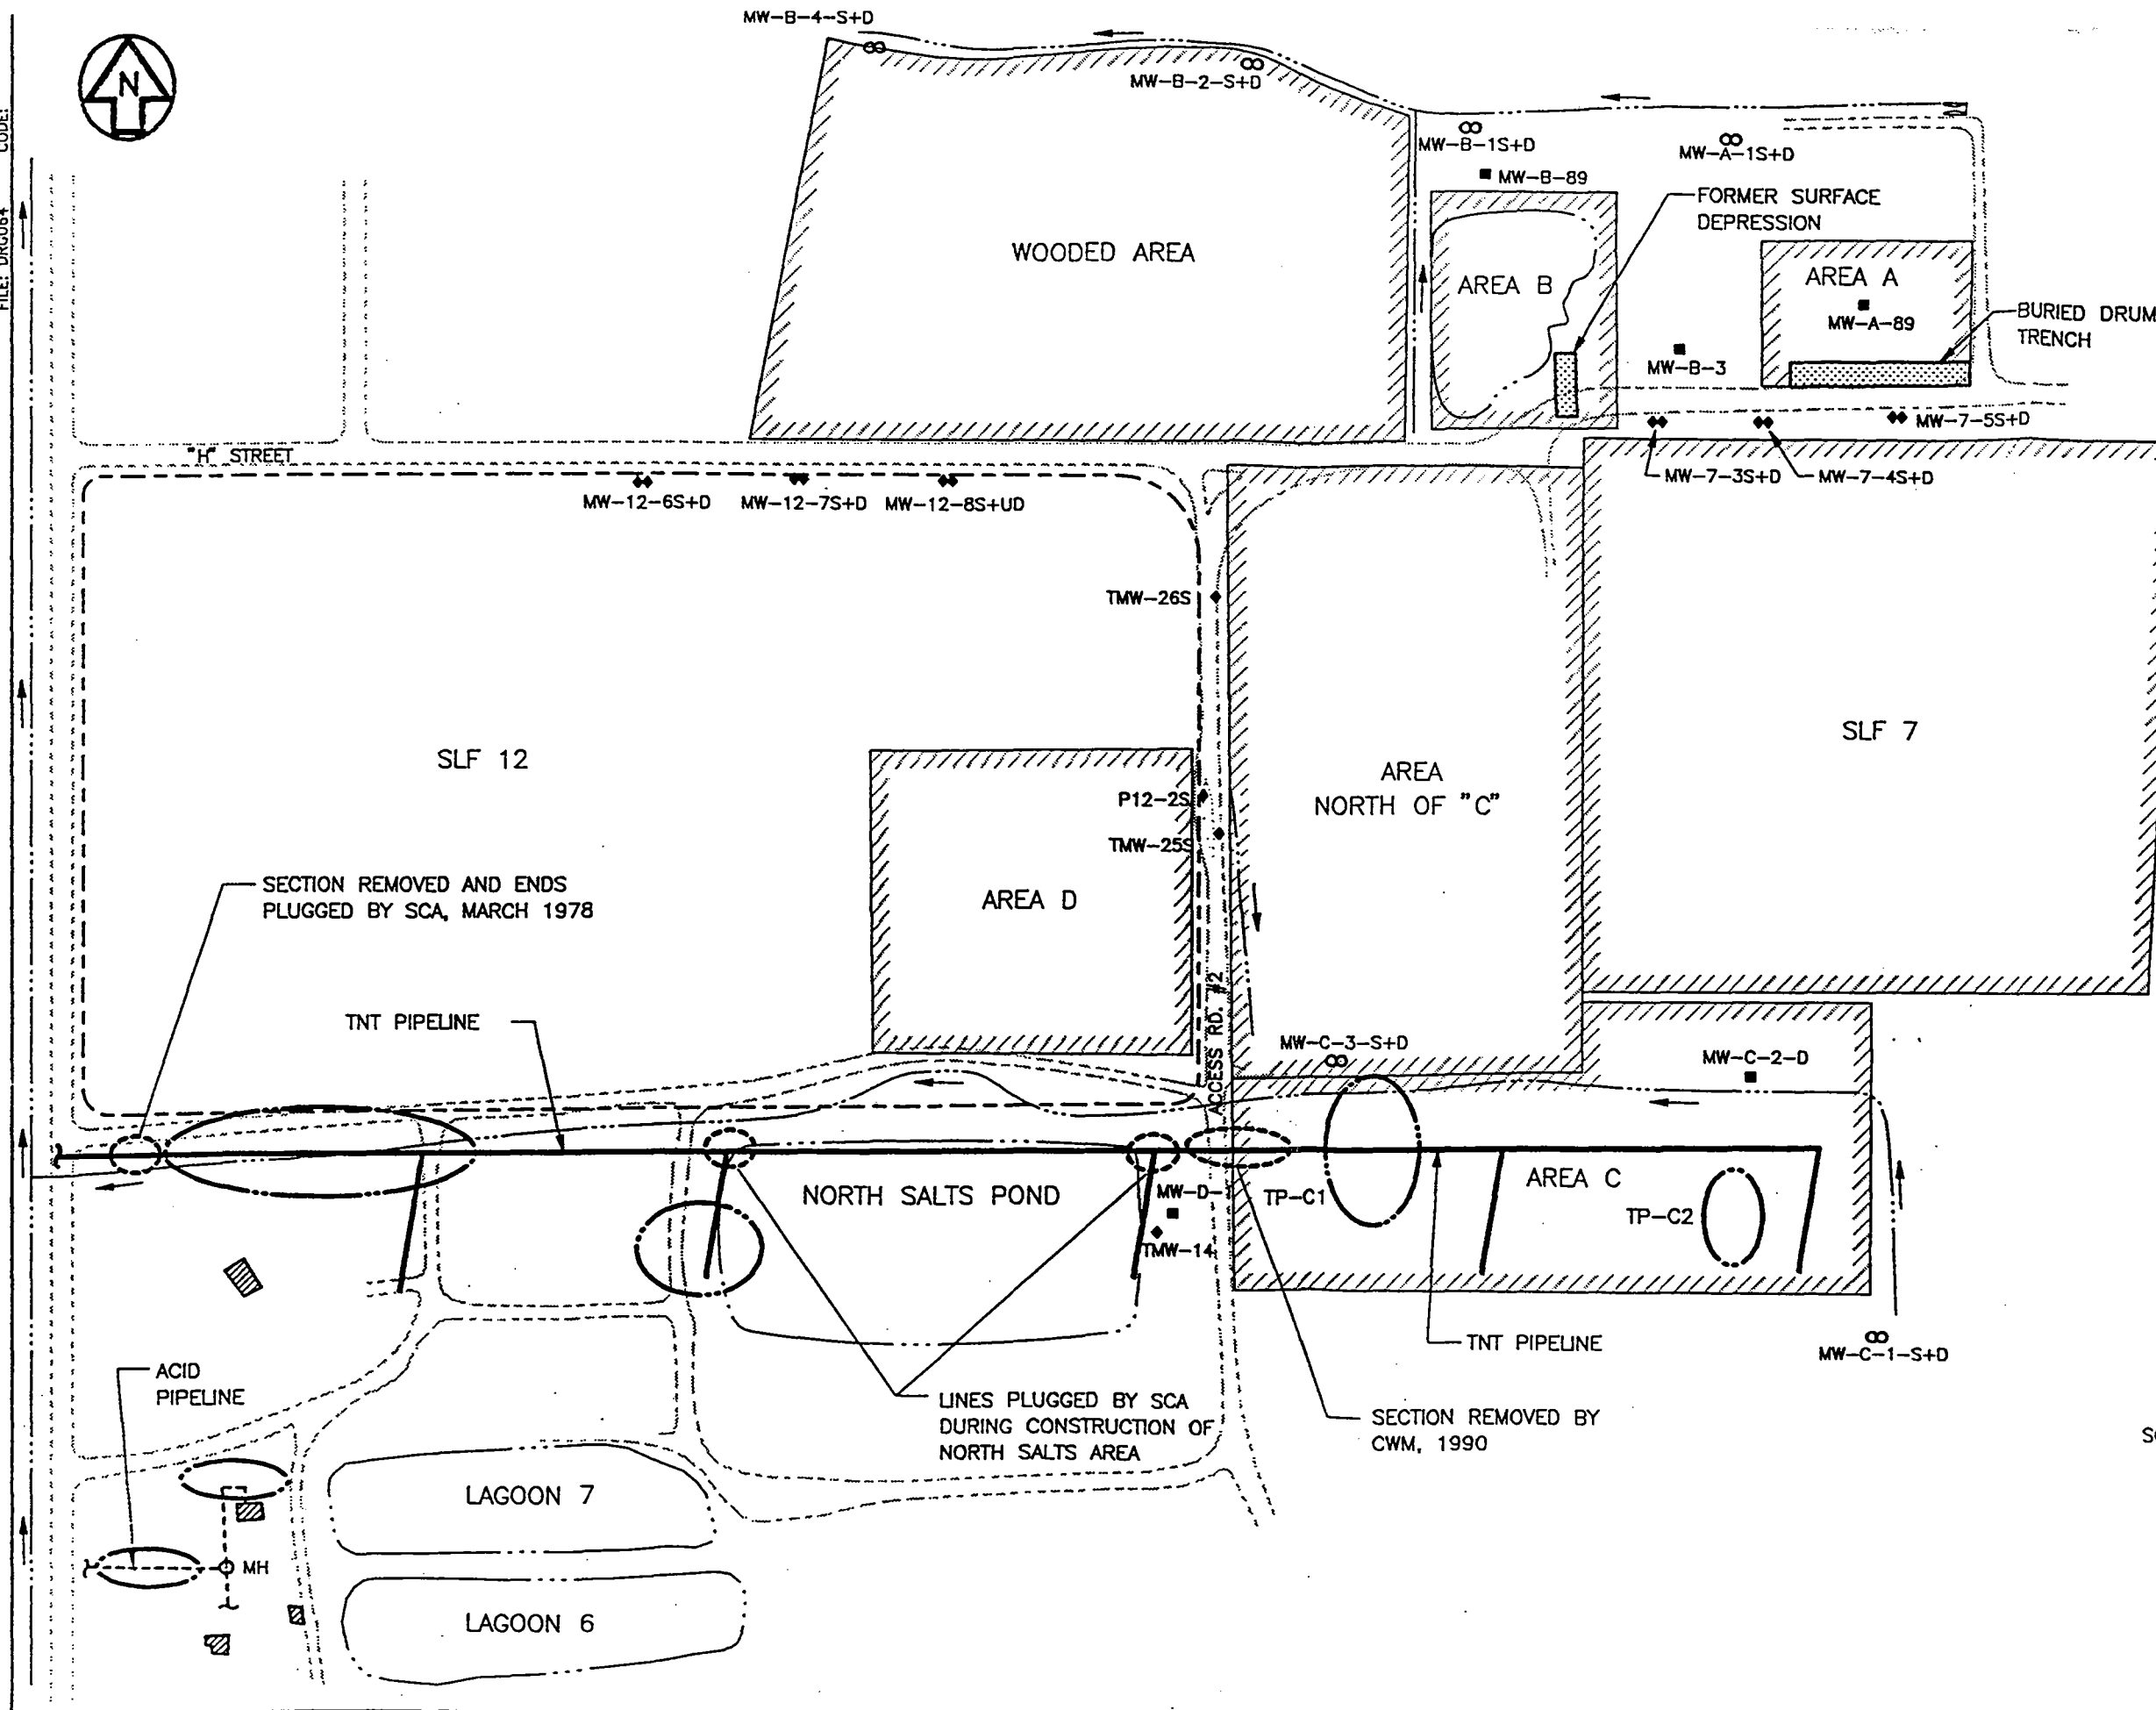 MW-B-4-S+D
N
FILE: DRG064 CODE:
MW-B-2-S+D
MW-B-1S+D
MW-A-1S+D
MW-B-89
FORMER SURFACE
DEPRESSION
WOODED AREA
AREA B
AREA A
MW-A-89
BURIED DRUM
TRENCH
MW-B-3
MW-7-5S+D
"H" STREET
MW-7-3S+D
MW-7-4S+D
MW-12-6S+D
MW-12-7S+D
MW-12-8S+UD
TMW-26S
SLF 12
SLF 7
AREA
NORTH OF "C"
P12-2S
TMW-25S
SECTION REMOVED AND ENDS
PLUGGED BY SCA, MARCH 1978
AREA D
TNT PIPELINE
ACCESS RD. #2
MW-C-3-S+D
MW-C-2-D
NORTH SALTS POND
MW-D-
TMW-14
TP-C1
AREA C
TP-C2
TNT PIPELINE
MW-C-1-S+D
ACID
PIPELINE
LINES PLUGGED BY SCA
DURING CONSTRUCTION OF
NORTH SALTS AREA
SECTION REMOVED BY
CWM, 1990
LAGOON 7
MH
LAGOON 6